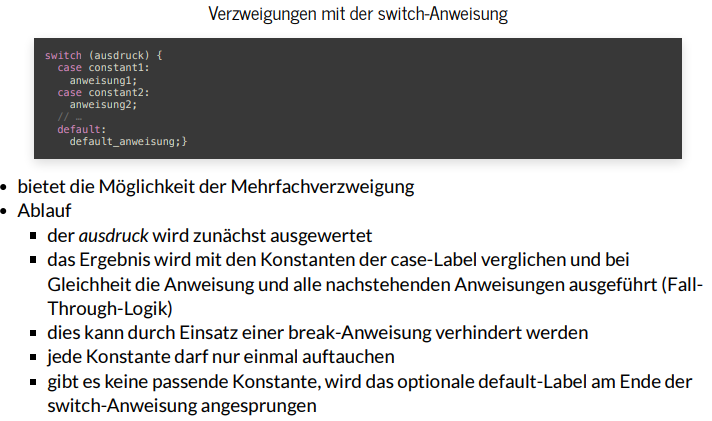 Verzweigungen mit der switch-Anweisung
switch (ausdruck) {
  case constant1:
    anweisung1;
  case constant2:
    anweisung2;
  // …
  default:
    default_anweisung;}
• bietet die Möglichkeit der Mehrfachverzweigung
• Ablauf
▪ der ausdruck wird zunächst ausgewertet
▪ das Ergebnis wird mit den Konstanten der case-Label verglichen und bei
Gleichheit die Anweisung und alle nachstehenden Anweisungen ausgeführt (Fall-
Through-Logik)
▪ dies kann durch Einsatz einer break-Anweisung verhindert werden
▪ jede Konstante darf nur einmal auftauchen
▪ gibt es keine passende Konstante, wird das optionale default-Label am Ende der
switch-Anweisung angesprungen